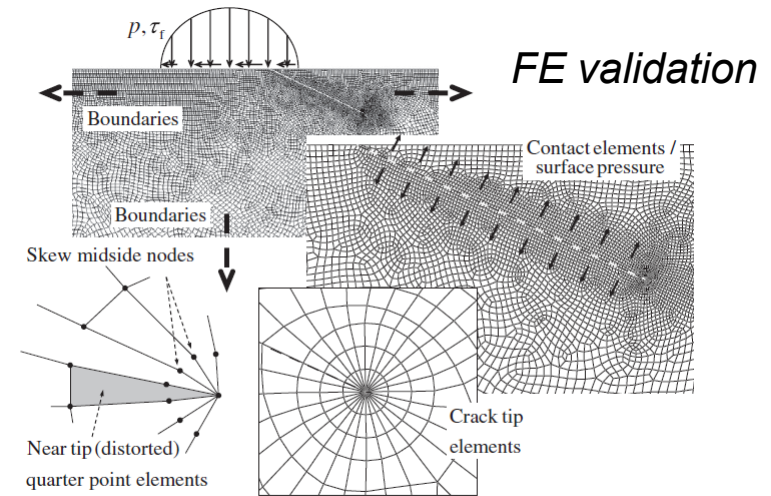 p, τf
FE validation
Boundaries
Contact elements /
surface pressure
Boundaries
Skew midside nodes
Crack tip
elements
Near tip (distorted)
quarter point elements